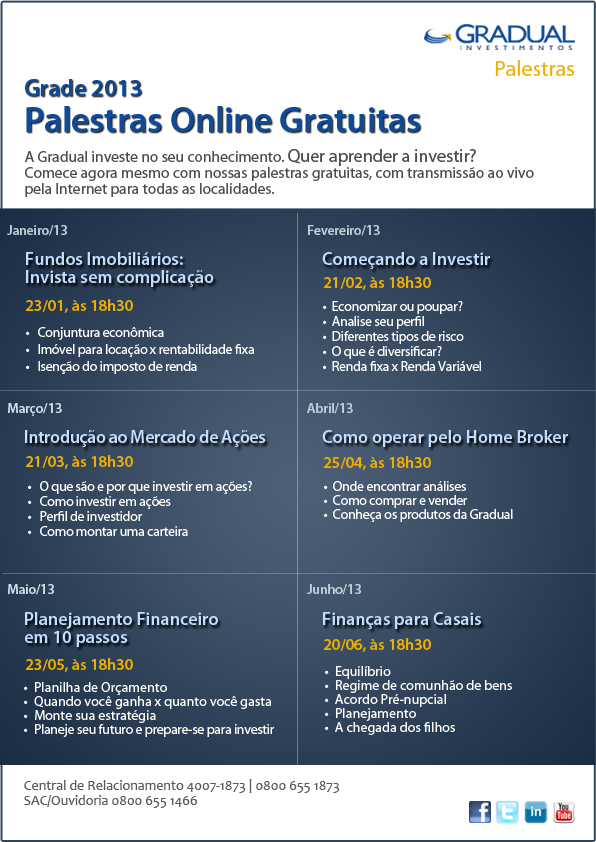 GRADUAL
INVESTIMENTOS
Palestras
Grade 2013
Palestras Online Gratuitas
A Gradual investe no seu conhecimento. Quer aprender a investir?
Comece agora mesmo com nossas palestras gratuitas, com transmissão ao vivo
pela Internet para todas as localidades.
Janeiro/13
Fundos Imobiliários:
Invista sem complicação
23/01, às 18h30
• Conjuntura econômica
• Imóvel para locação x rentabilidade fixa
• Isenção do imposto de renda
Fevereiro/13
Começando a Investir
21/02, às 18h30
• Economizar ou poupar?
• Analise seu perfil
• Diferentes tipos de risco
• O que é diversificar?
• Renda fixa x Renda Variável
Março/13
Introdução ao Mercado de Ações
21/03, às 18h30
• O que são e por que investir em ações?
• Como investir em ações
• Perfil de investidor
• Como montar uma carteira
Abril/13
Como operar pelo Home Broker
25/04, às 18h30
• Onde encontrar análises
• Como comprar e vender
• Conheça os produtos da Gradual
Maio/13
Planejamento Financeiro
em 10 passos
23/05, às 18h30
• Planilha de Orçamento
• Quando você ganha x quanto você gasta
• Monte sua estratégia
• Planeje seu futuro e prepare-se para investir
Junho/13
Finanças para Casais
20/06, às 18h30
• Equilíbrio
• Regime de comunhão de bens
• Acordo Pré-nupcial
• Planejamento
• A chegada dos filhos
Central de Relacionamento 4007-1873 | 0800 655 1873
SAC/Ouvidoria 0800 655 1466
f t in You Tube